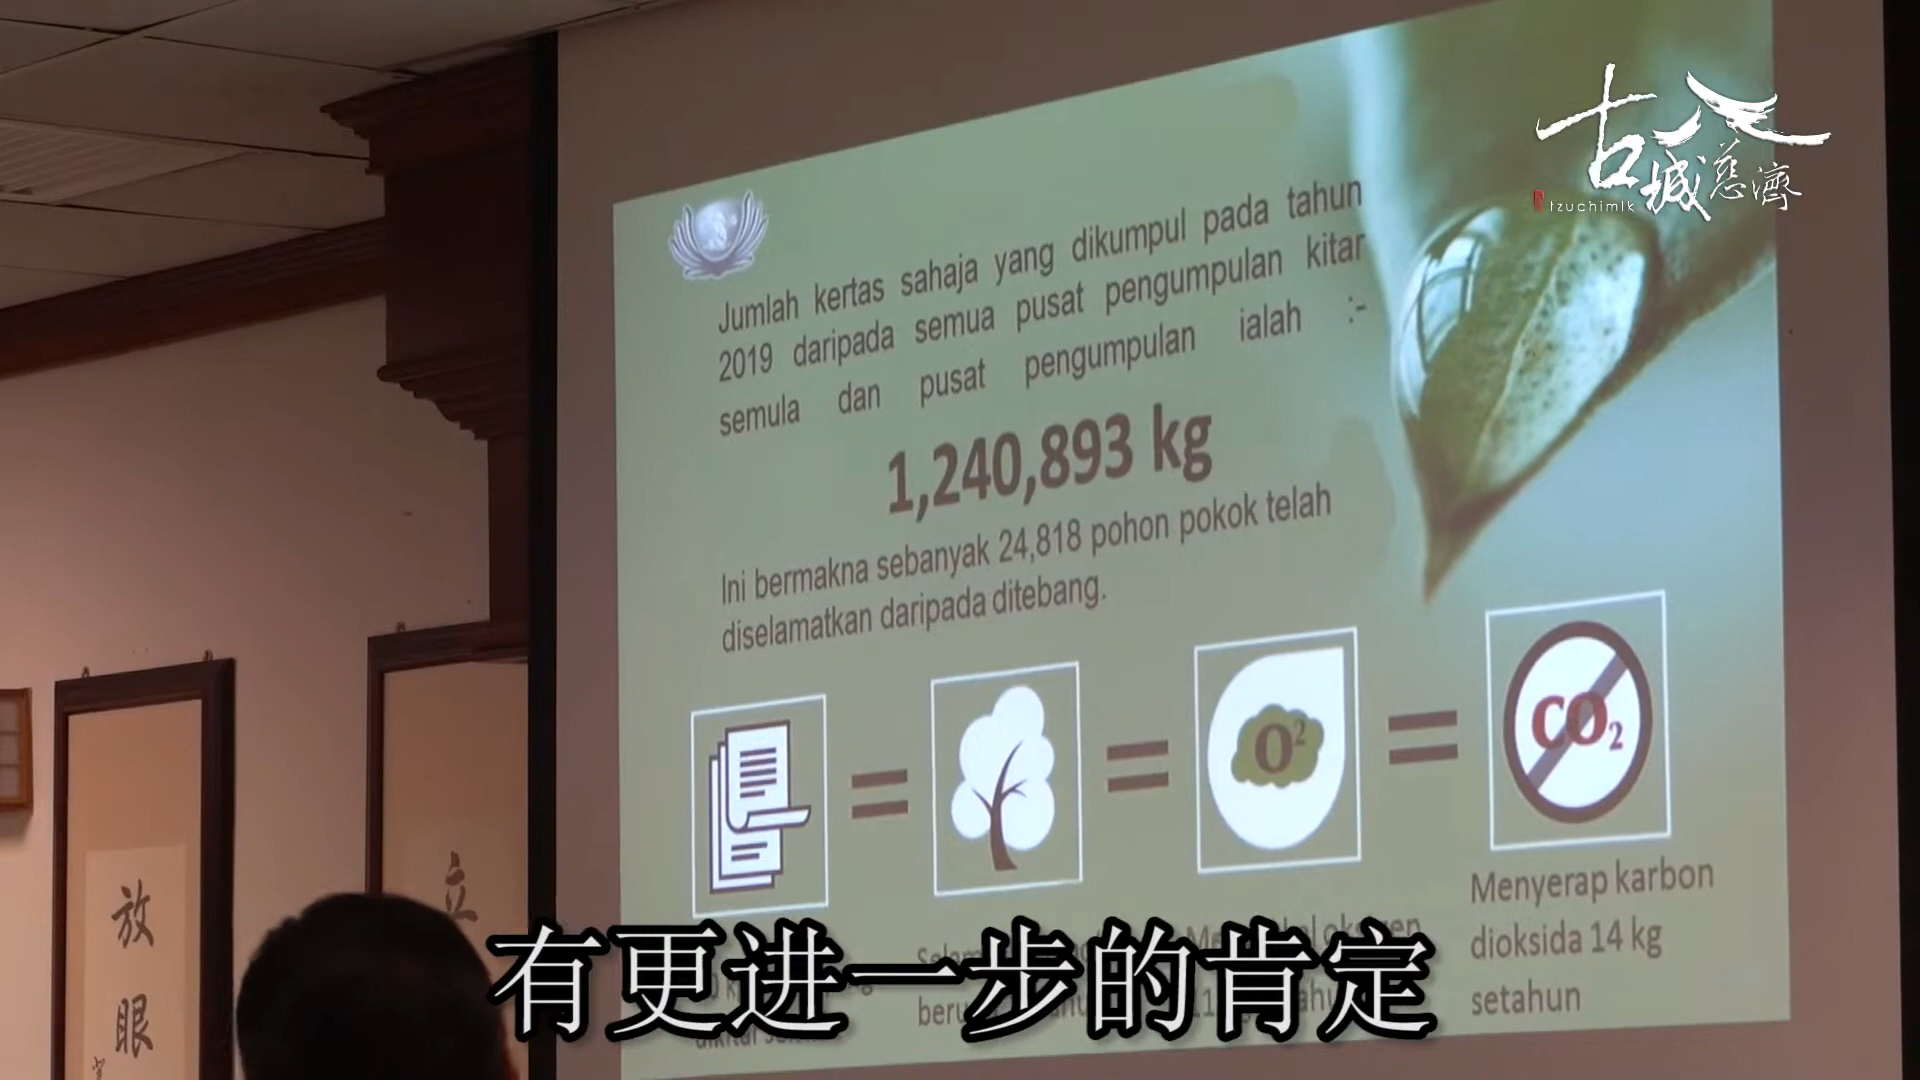 古城慈濟
tzuchimlk
Jumlah kertas sahaja yang dikumpul pada tahun
2019 daripada semua pusat pengumpulan kitar
semula dan pusat pengumpulan ialah :-
1,240,893 kg
Ini bermakna sebanyak 24,818 pohon pokok telah
diselamatkan daripada ditebang.
O²
CO₂
Menyerap karbon
dioksida 14 kg
setahun
放眼
立
有更进一步的肯定